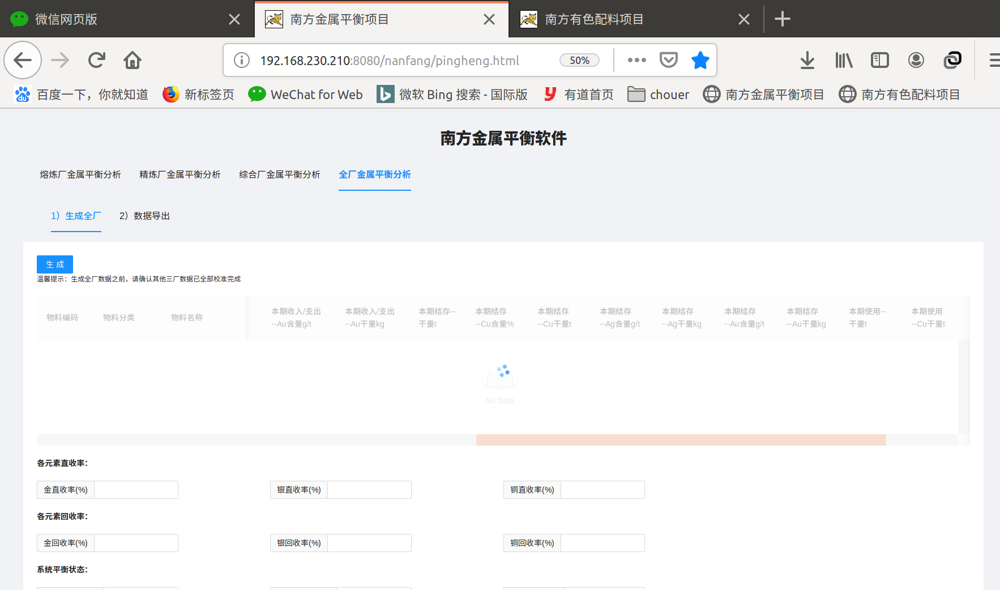 微信网页版
南方金属平衡项目
南方有色配料项目
192.168.230.210:8080/nanfang/pingheng.html
50%
百度一下，你就知道
新标签页
WeChat for Web
微软 Bing 搜索 - 国际版
有道首页
chouer
南方金属平衡项目
南方有色配料项目
南方金属平衡软件
熔炼厂金属平衡分析
精炼厂金属平衡分析
综合厂金属平衡分析
全厂金属平衡分析
1）生成全厂
2）数据导出
生 成
温馨提示：生成全厂数据之前，请确认其他三厂数据已全部校准完成
物料编码
物料分类
物料名称
本期收入/支出
--Au含量g/t
本期收入/支出
--Au干量kg
本期结存--
干量t
本期结存
--Cu含量%
本期结存
--Cu干量t
本期结存
--Ag含量g/t
本期结存
--Ag干量kg
本期结存
--Au含量g/t
本期结存
--Au干量kg
本期使用--
干量t
本期使用
--Cu干量t
No Data
各元素直收率：
金直收率(%)
银直收率(%)
铜直收率(%)
各元素回收率：
金回收率(%)
银回收率(%)
铜回收率(%)
系统平衡状态：